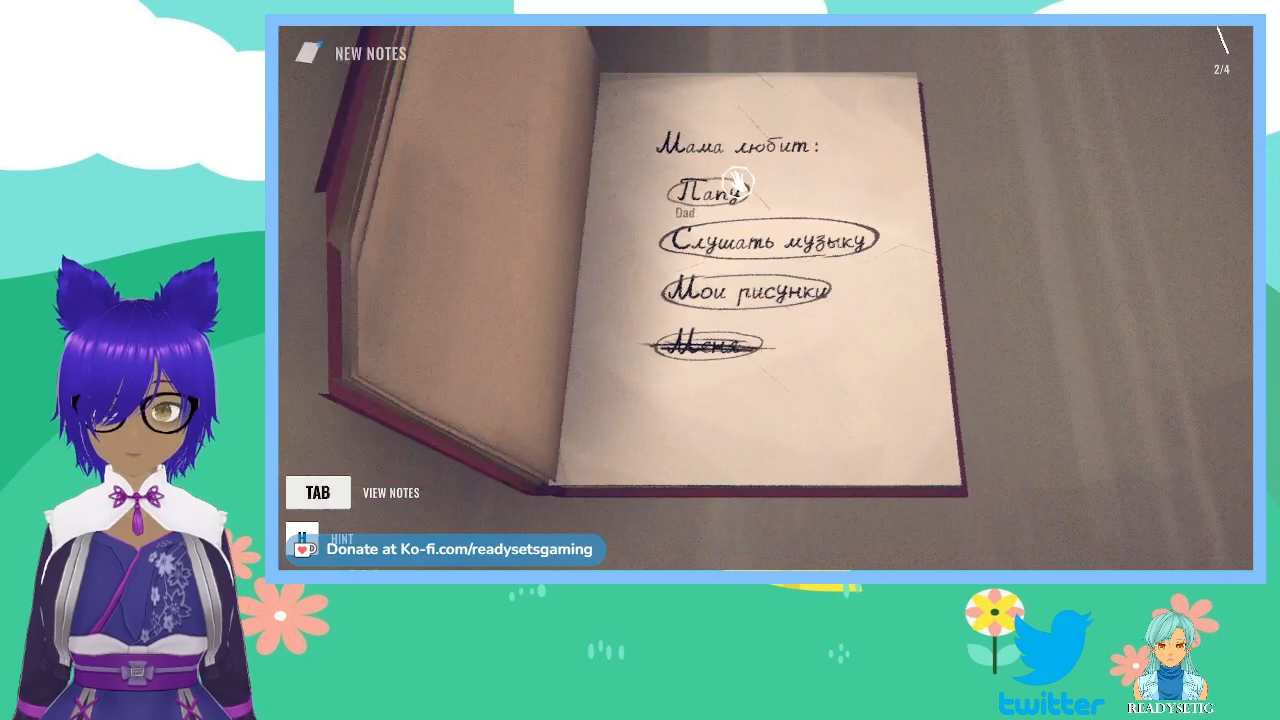 NEW NOTES
2/4
Мама любит:
Папу
Dad
Слушать музыку
Мои рисунки
Меня
TAB VIEW NOTES
H HINT
Donate at Ko-fi.com/readysetsgaming
twitter
READYSETIG